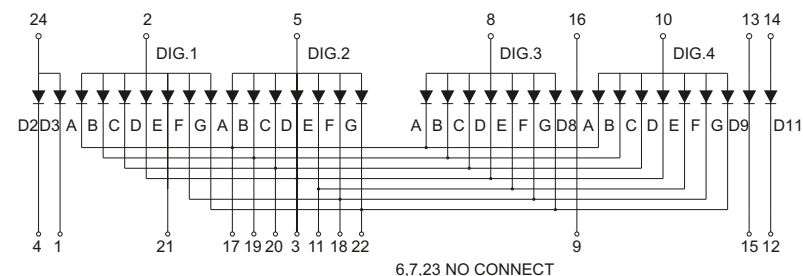 24 2 5 8 16 10 13 14
DIG.1 DIG.2 DIG.3 DIG.4
D2 D3 A B C D E F G A B C D E F G A B C D E F G D8 A B C D E F G D9 D11
4 1 21 17 19 20 3 11 18 22 9 15 12
6,7,23 NO CONNECT